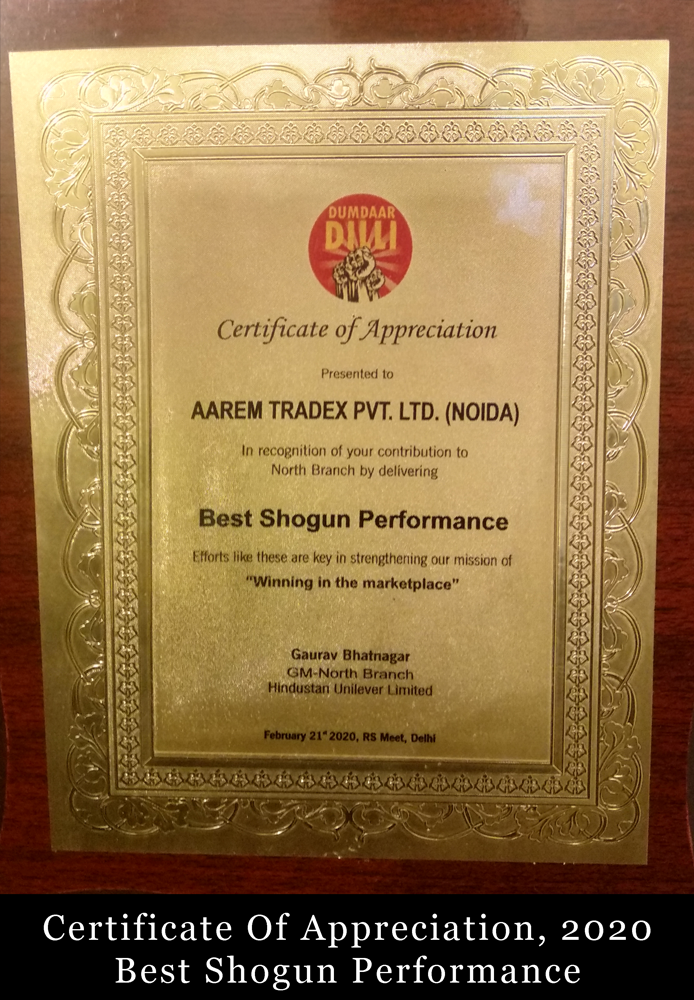 DUMDAAR
DILLI
Certificate of Appreciation
Presented to
AAREM TRADEX PVT. LTD. (NOIDA)
In recognition of your contribution to
North Branch by delivering
Best Shogun Performance
Efforts like these are key in strengthening our mission of
“Winning in the marketplace”
Gaurav Bhatnagar
GM-North Branch
Hindustan Unilever Limited
February 21st 2020, RS Meet, Delhi
Certificate Of Appreciation, 2020
Best Shogun Performance